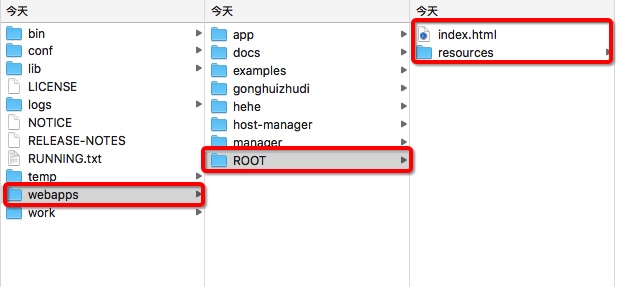 今天
bin
conf
lib
LICENSE
logs
NOTICE
RELEASE-NOTES
RUNNING.txt
temp
webapps
work
今天
app
docs
examples
gonghuizhudi
hehe
host-manager
manager
ROOT
今天
index.html
resources